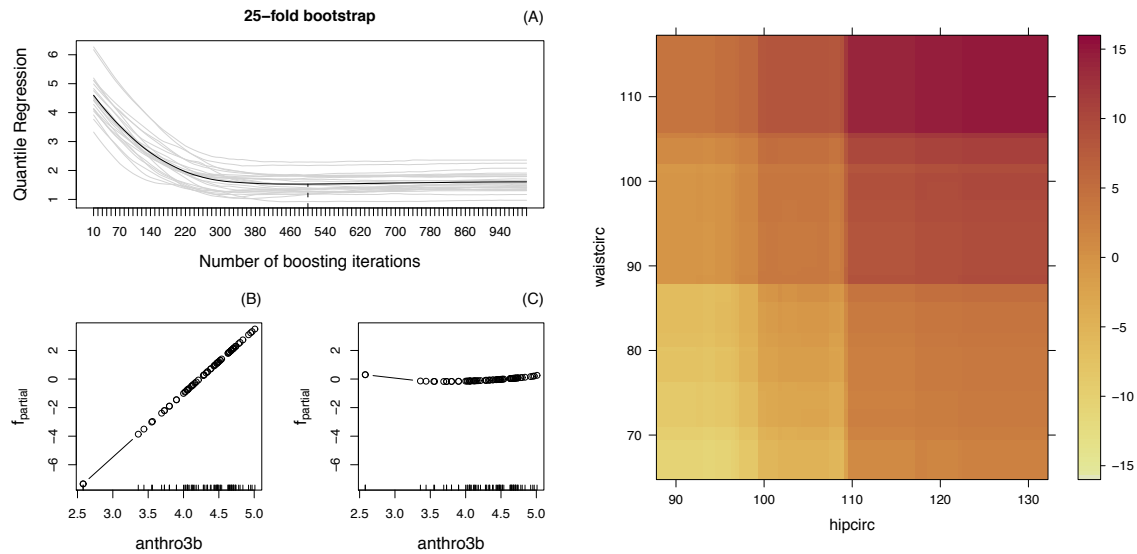 25−fold bootstrap
(A)
Quantile Regression
6
5
4
3
2
1
10 70 140 220 300 380 460 540 620 700 780 860 940
Number of boosting iterations
(B)
f partial
2
0
−2
−4
−6
2.5 3.0 3.5 4.0 4.5 5.0
anthro3b
(C)
f partial
2
0
−2
−4
−6
2.5 3.0 3.5 4.0 4.5 5.0
anthro3b
waistcirc
110
100
90
80
70
90 100 110 120 130
hipcirc
15
10
5
0
−5
−10
−15